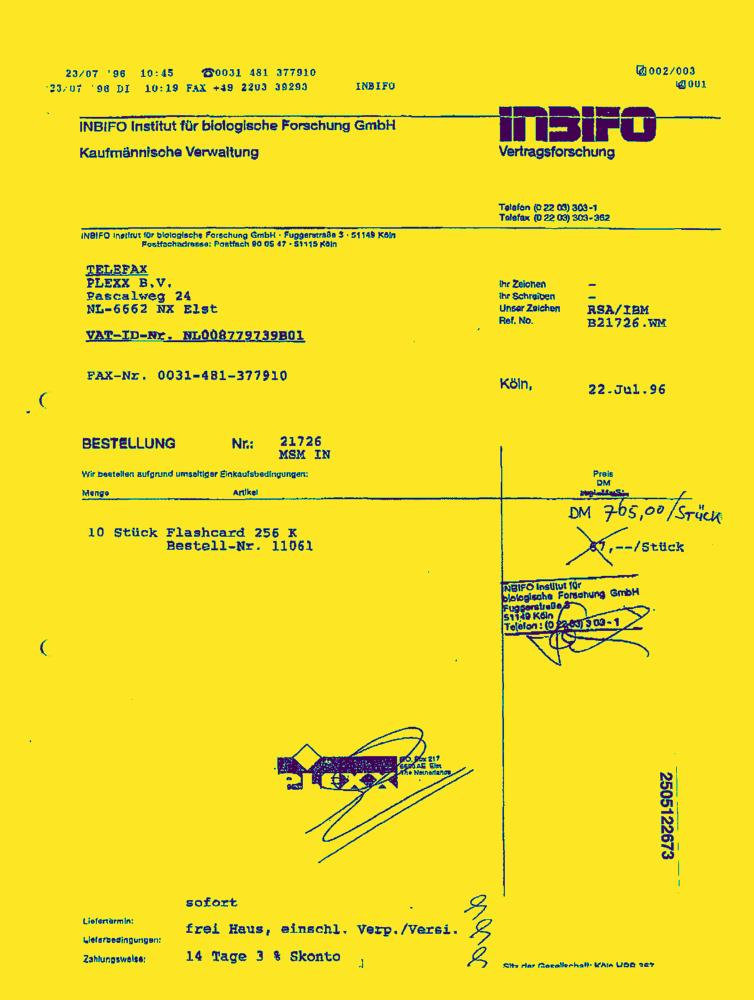 23/07 '96 10:45 ☎0031 481 377910 002/003
23/07 '96 DI 10:19 FAX +49 2203 39293 INBIFO 001
INBIFO Institut für biologische Forschung GmbH
INBIFO
Kaufmännische Verwaltung
Vertragsforschung
Telefon (0 22 03) 303-1
Telefax (0 22 03) 303-362
INBIFO Institut für biologische Forschung GmbH · Fuggerstraße 3 · 51149 Köln
Postfachadresse: Postfach 90 05 47 · 51115 Köln
TELEFAX
PLEXX B.V.
Pascalweg 24
NL-6662 NX Elst
VAT-ID-Nr. NL008779739B01
Ihr Zeichen –
Ihr Schreiben –
Unser Zeichen RSA/IBM
Ref. No. B21726.WM
FAX-Nr. 0031-481-377910
Köln, 22.Jul.96
BESTELLUNG Nr.: 21726
MSM IN
Wir bestellen aufgrund umseitiger Einkaufsbedingungen:
Preis
DM
Menge Artikel
DM 765,00/Stück
10 Stück Flashcard 256 K
Bestell-Nr. 11061
67,--/Stück
INBIFO Institut für
biologische Forschung GmbH
Fuggerstraße 3
51149 Köln
Telefon: (0 22 03) 3 03-1
P.O. Box 217
The Netherlands
2505122673
sofort
Liefertermin:
frei Haus, einschl. Verp./Versi.
Lieferbedingungen:
Zahlungsweise: 14 Tage 3 % Skonto
Sitz der Gesellschaft: Köln HRB 367